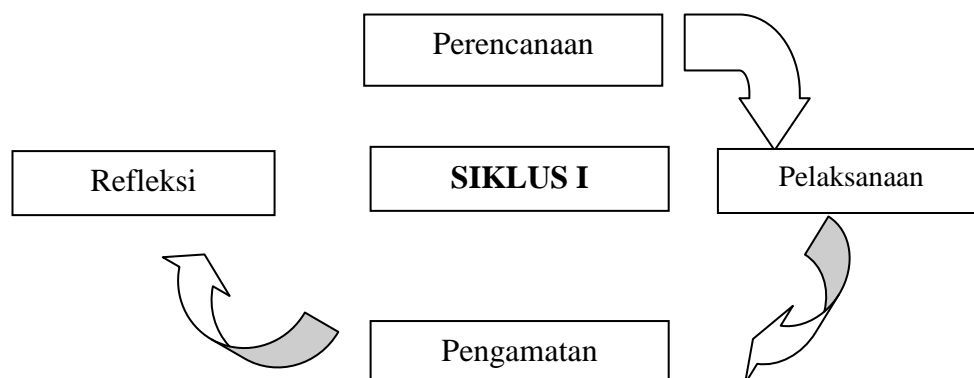 Perencanaan
Refleksi
SIKLUS I
Pelaksanaan
Pengamatan